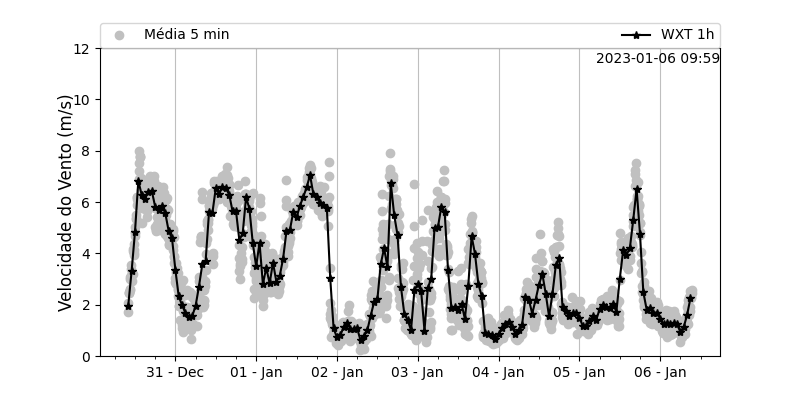 Média 5 min
WXT 1h
2023-01-06 09:59
Velocidade do Vento (m/s)
12
10
8
6
4
2
0
31 - Dec
01 - Jan
02 - Jan
03 - Jan
04 - Jan
05 - Jan
06 - Jan